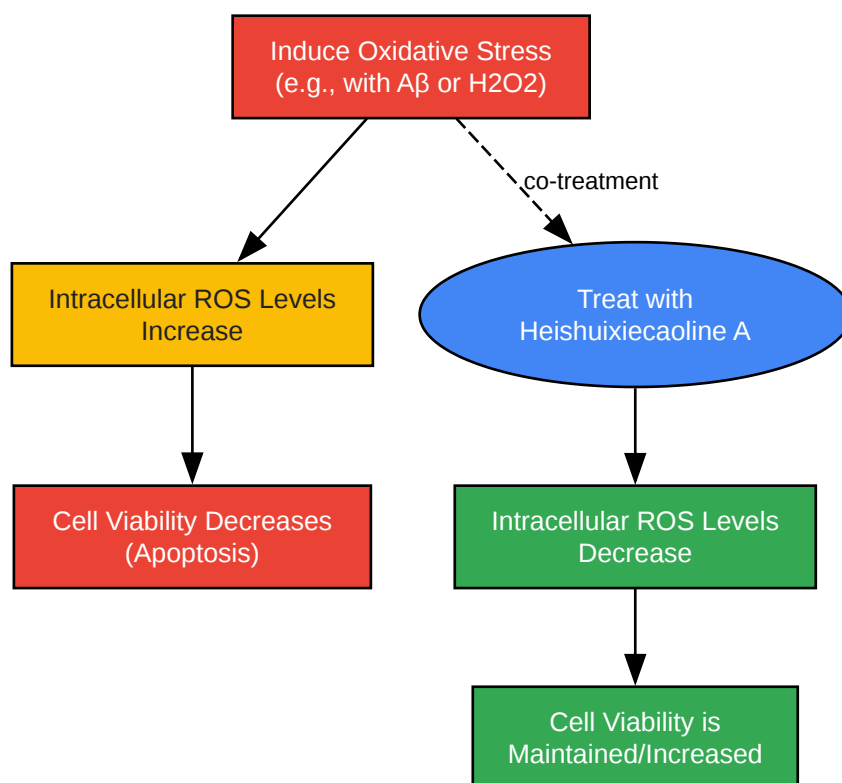 Induce Oxidative Stress
(e.g., with Aβ or H2O2)
co-treatment
Intracellular ROS Levels
Increase
Treat with
Heishuixiecaoline A
Cell Viability Decreases
(Apoptosis)
Intracellular ROS Levels
Decrease
Cell Viability is
Maintained/Increased